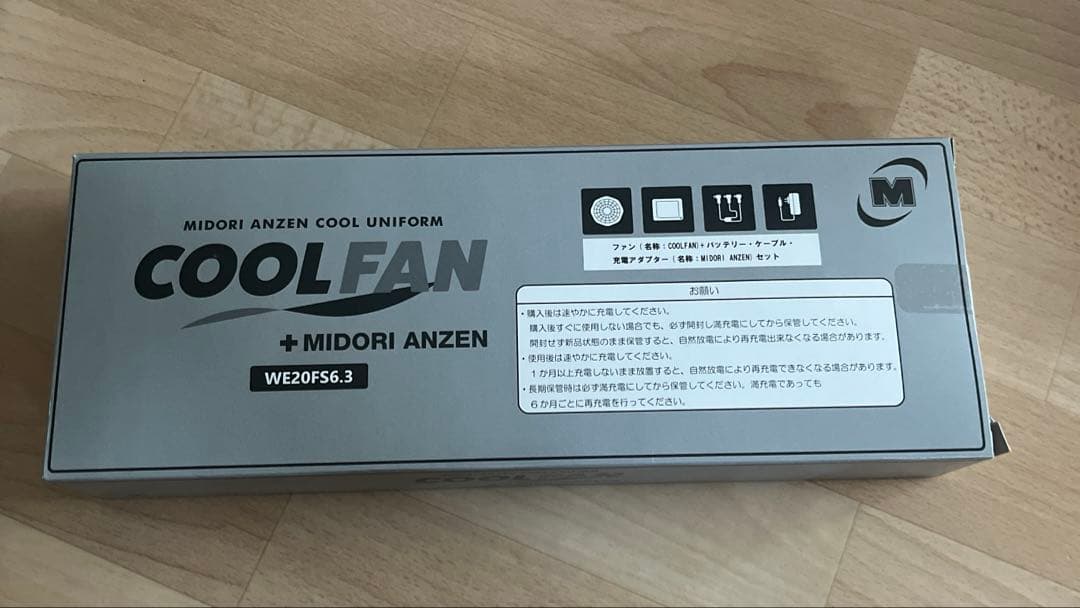 MIDORI ANZEN COOL UNIFORM
COOLFAN
+MIDORI ANZEN
WE20FS6.3
M
ファン(名称:COOLFAN)+バッテリー・ケーブル・
充電アダプター(名称:MIDORI ANZEN)セット
お願い
・購入後は速やかに充電してください。
購入後すぐに使用しない場合でも、必ず開封し満充電にしてから保管してください。
開封せず新品状態のまま保管すると、自然放電により再充電出来なくなる場合があります。
・使用後は速やかに充電してください。
1か月以上充電しないまま放置すると、自然放電により再充電できなくなる場合があります。
・長期保管時は必ず満充電にしてから保管してください。満充電であっても
6か月ごとに再充電を行ってください。
COOLFAN